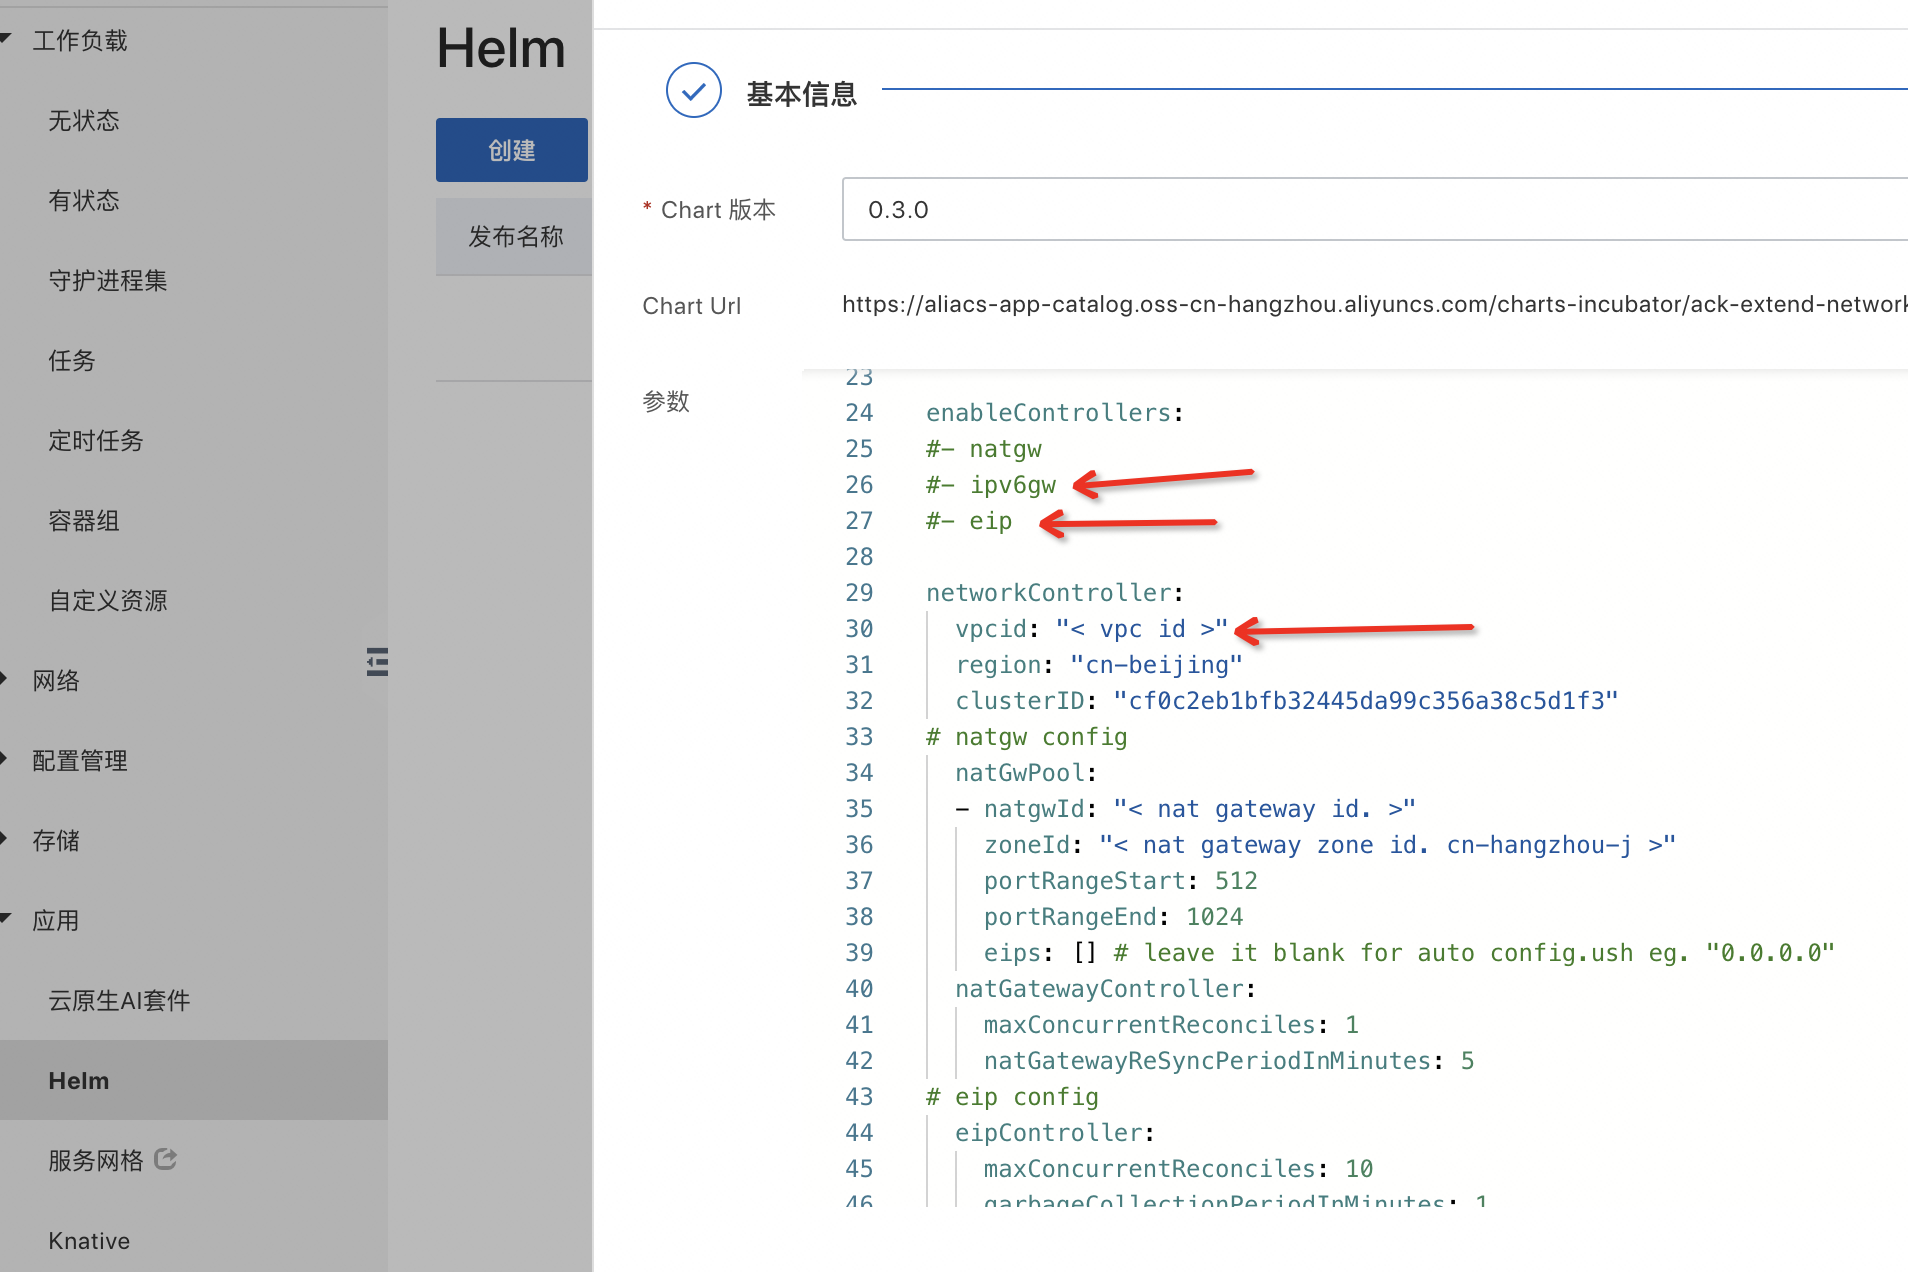 工作负载
无状态
有状态
守护进程集
任务
定时任务
容器组
自定义资源
网络
配置管理
存储
应用
云原生AI套件
Helm
服务网格
Knative
Helm
创建
发布名称
基本信息
* Chart 版本
0.3.0
Chart Url
https://aliacs-app-catalog.oss-cn-hangzhou.aliyuncs.com/charts-incubator/ack-extend-network
参数
23
24 enableControllers:
25 #- natgw
26 #- ipv6gw
27 #- eip
28
29 networkController:
30 vpcid: "< vpc id >"
31 region: "cn-beijing"
32 clusterID: "cf0c2eb1bfb32445da99c356a38c5d1f3"
33 # natgw config
34 natGwPool:
35 - natgwId: "< nat gateway id. >"
36 zoneId: "< nat gateway zone id. cn-hangzhou-j >"
37 portRangeStart: 512
38 portRangeEnd: 1024
39 eips: [] # leave it blank for auto config.ush eg. "0.0.0.0"
40 natGatewayController:
41 maxConcurrentReconciles: 1
42 natGatewayReSyncPeriodInMinutes: 5
43 # eip config
44 eipController:
45 maxConcurrentReconciles: 10
46 garbageCollectionPeriodInMinutes: 1